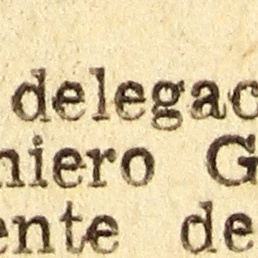 delegac
niero G
ente de